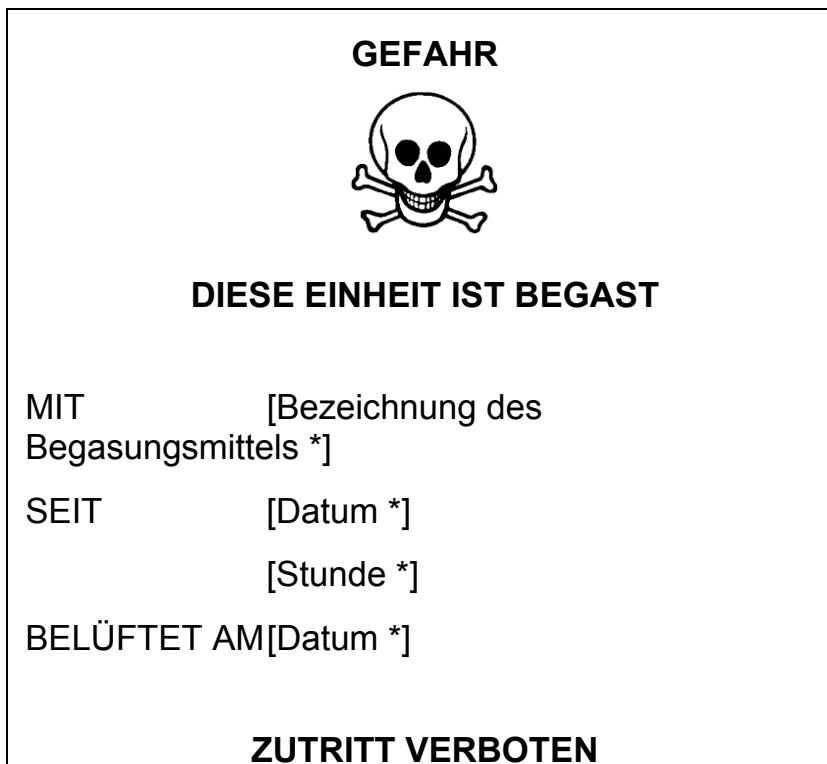 GEFAHR
DIESE EINHEIT IST BEGAST
MIT [Bezeichnung des
Begasungsmittels *]
SEIT [Datum *]
[Stunde *]
BELÜFTET AM[Datum *]
ZUTRITT VERBOTEN